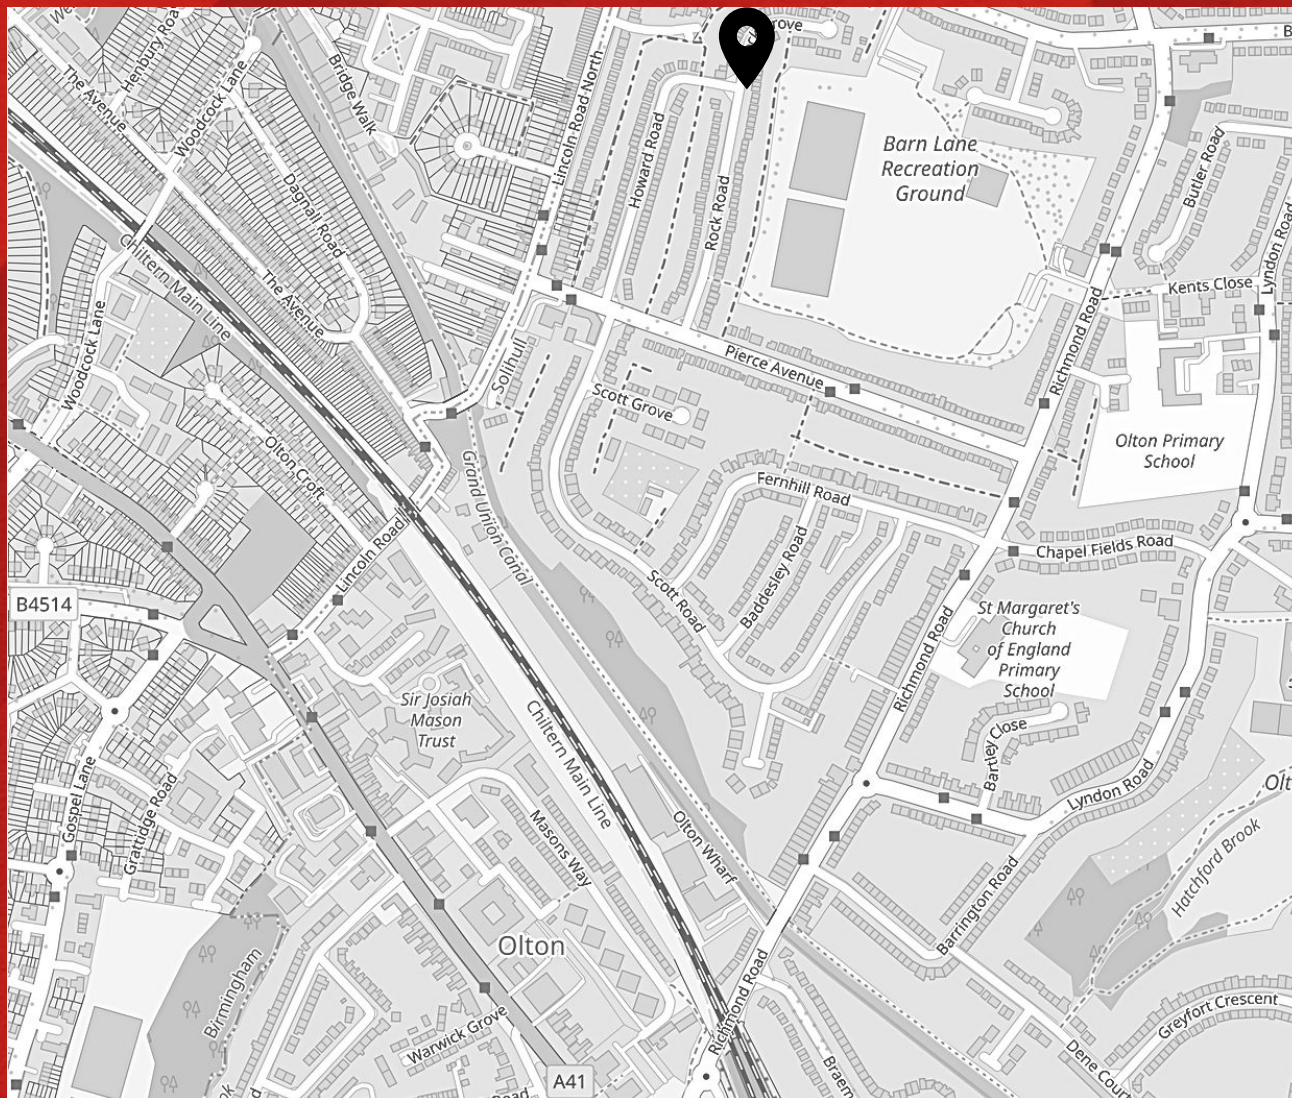 Henbury Road
The Avenue
Woodcock Lane
Bridge Walk
Lincoln Road North
Howard Road
Rock Road
Barn Lane
Recreation
Ground
Butler Road
Lyndon Road
Kents Close
Dagnall Road
Chiltern Main Line
The Avenue
Woodcock Lane
Solihull
Pierce Avenue
Richmond Road
Scott Grove
Olton Primary
School
Olton Croft
Grand Union Canal
Fernhill Road
Lincoln Road
Baddesley Road
Chapel Fields Road
B4514
Scott Road
St Margaret's
Church
of England
Primary
School
Richmond Road
Sir Josiah
Mason
Trust
Chiltern Main Line
Bartley Close
Lyndon Road
Gospel Lane
Grattidge Road
Masons Way
Olton Wharf
Hatchford Brook
Barrington Road
Olton
Birmingham
Richmond Road
Warwick Grove
Greyfort Crescent
Dene Court
A41